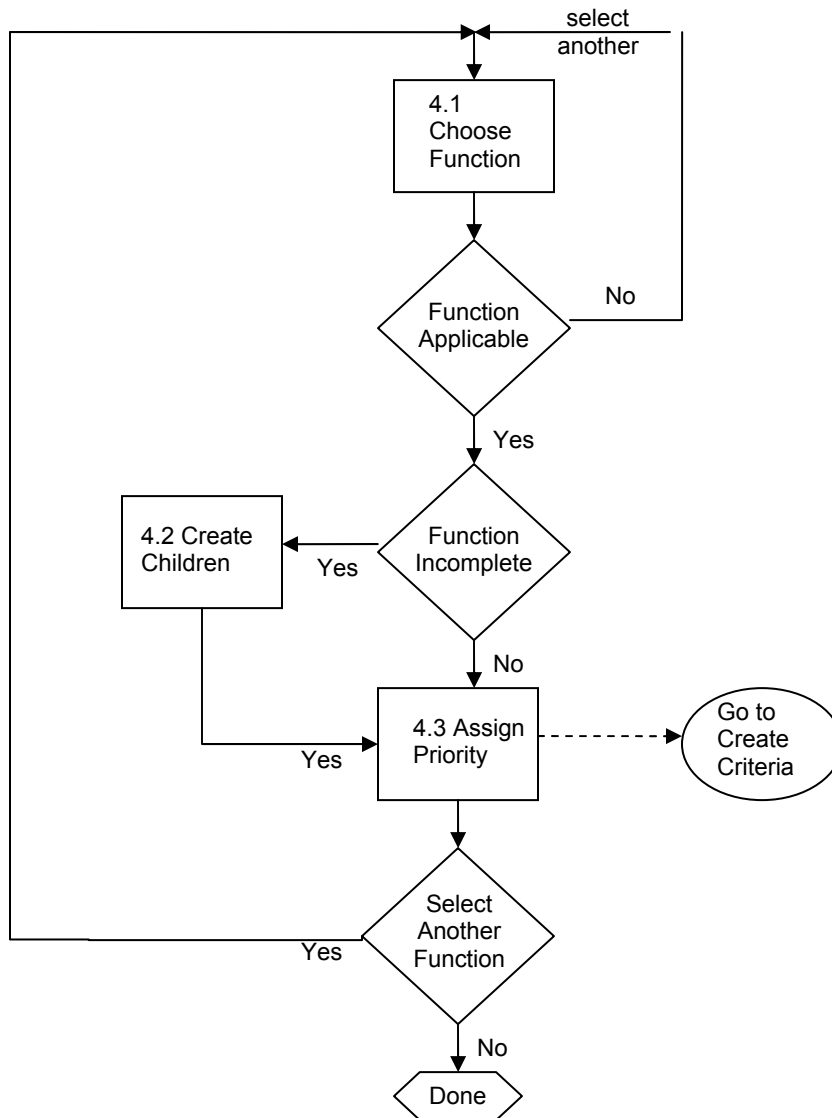 select
another
4.1
Choose
Function
Function
Applicable
No
Yes
4.2 Create
Children
Yes
Function
Incomplete
No
4.3 Assign
Priority
Yes
Go to
Create
Criteria
Select
Another
Function
Yes
No
Done